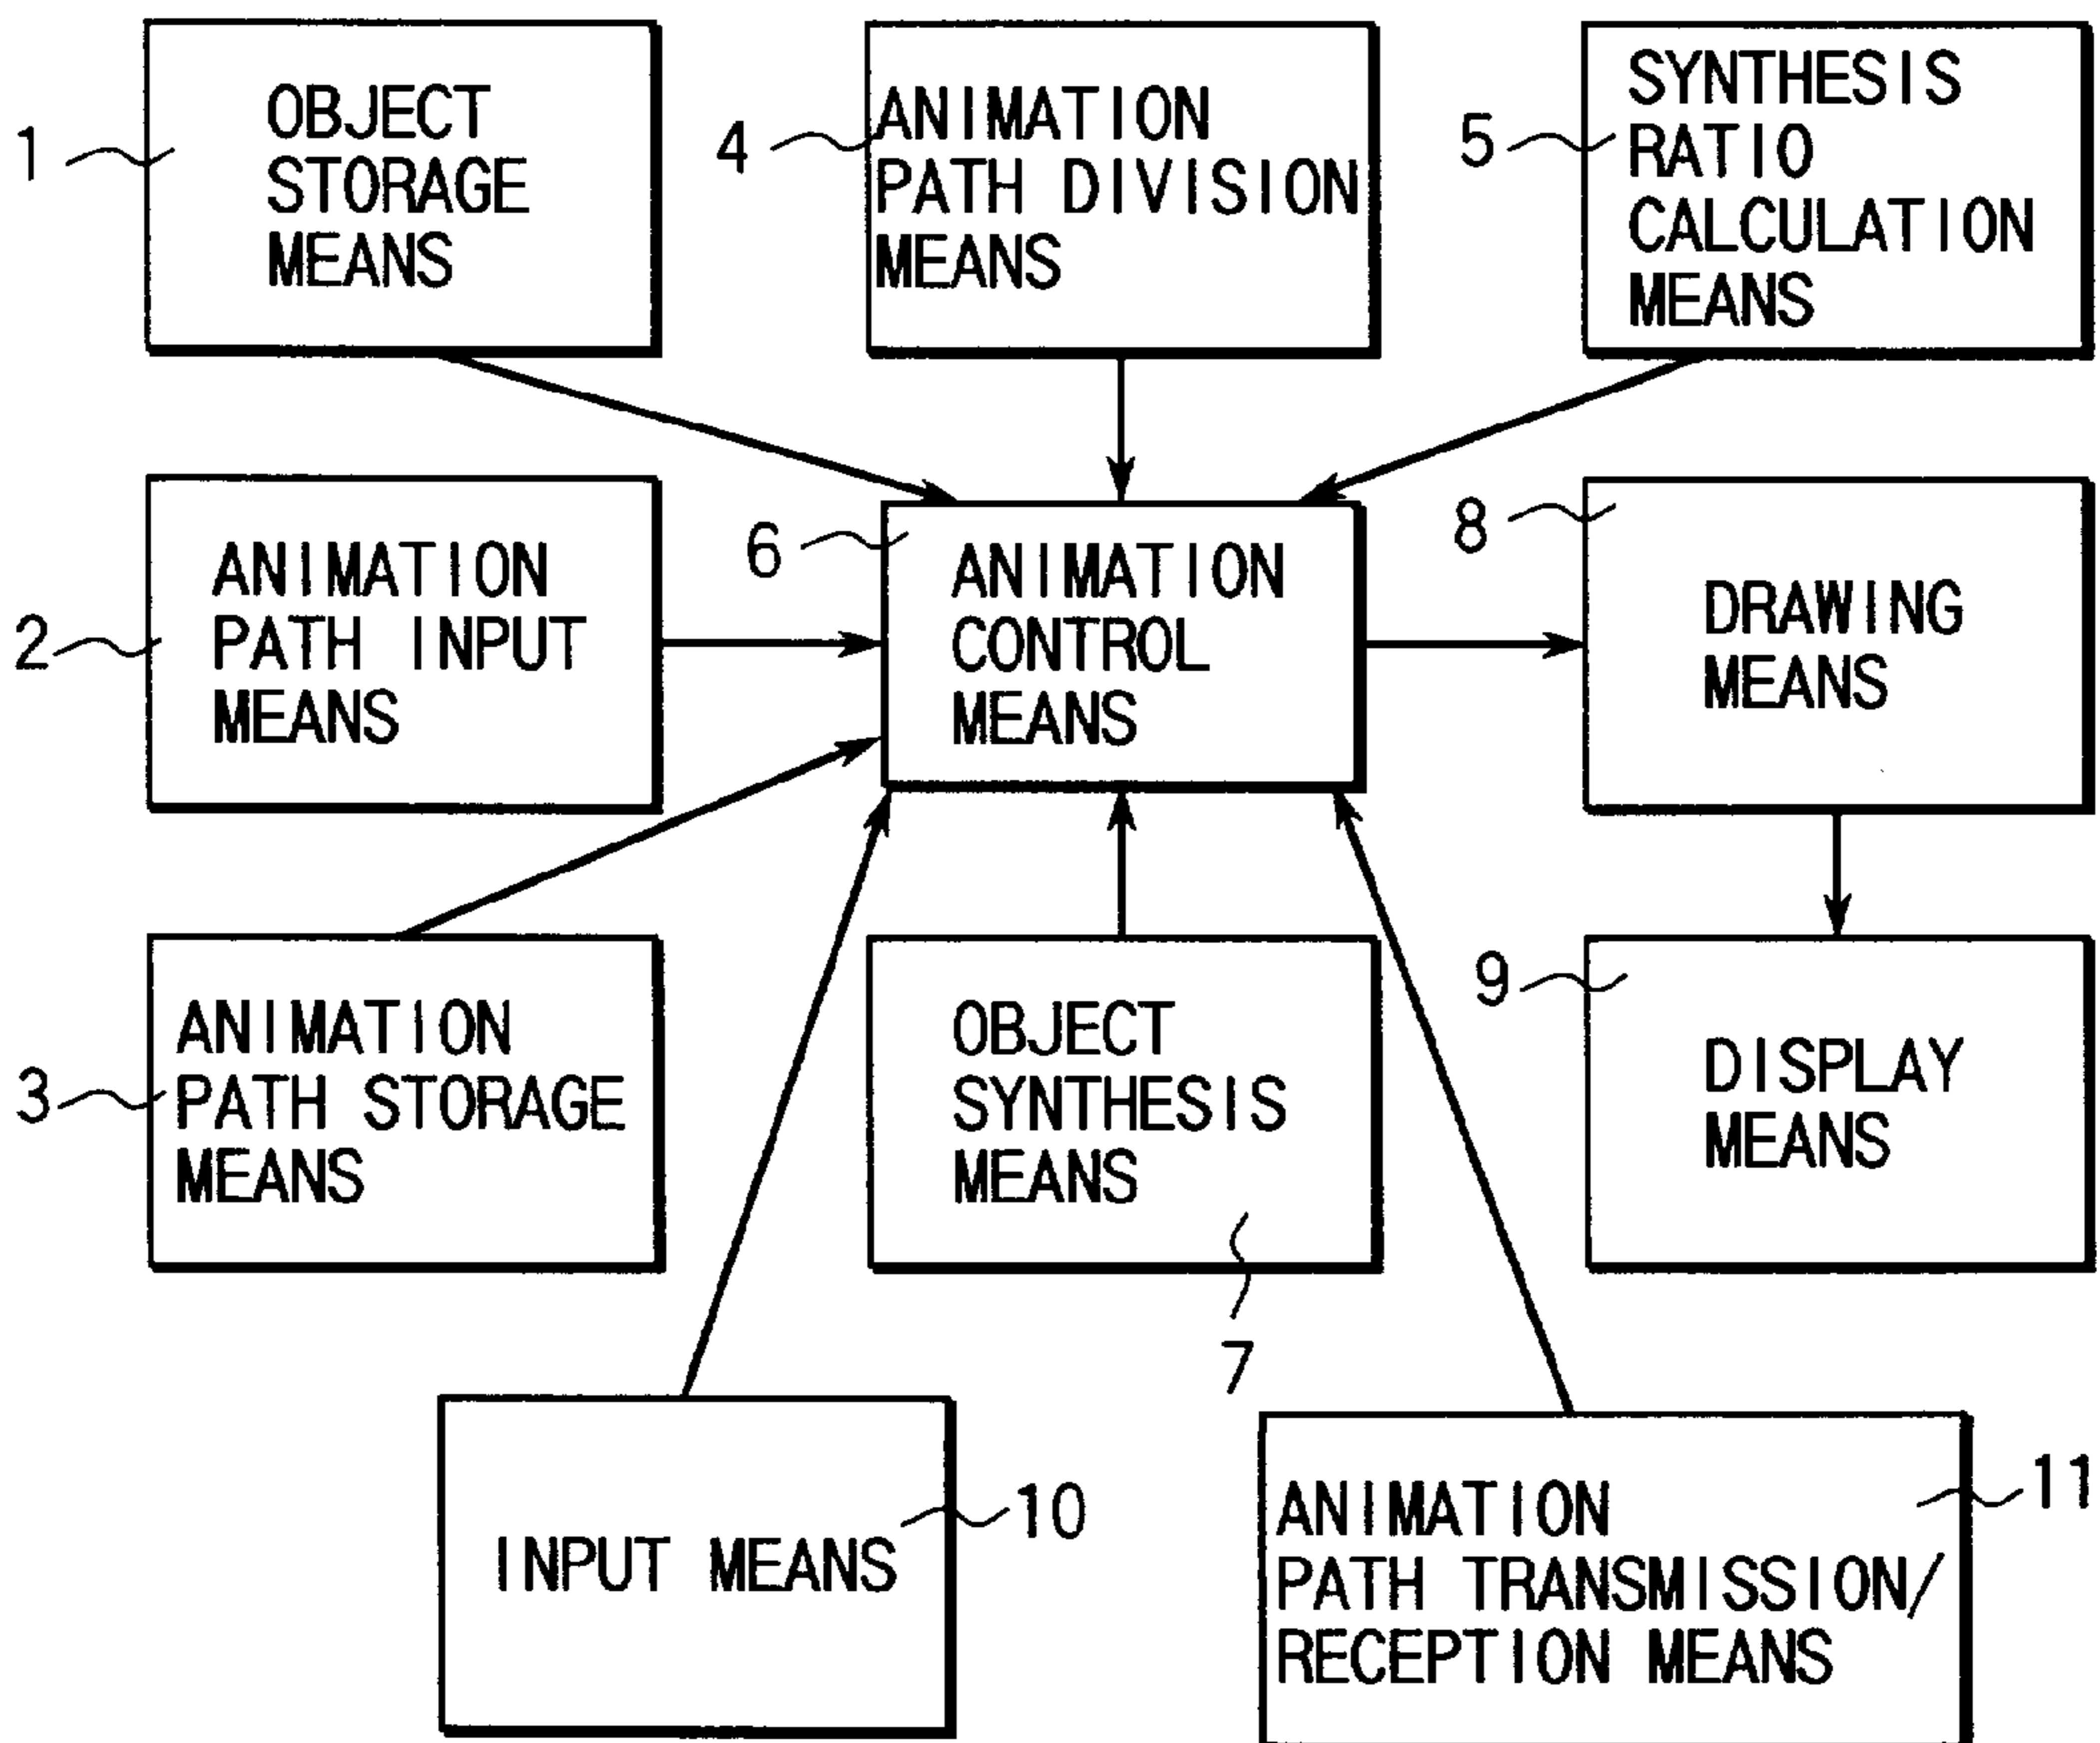 1
OBJECT
STORAGE
MEANS
4
ANIMATION
PATH DIVISION
MEANS
5
SYNTHESIS
RATIO
CALCULATION
MEANS
2
ANIMATION
PATH INPUT
MEANS
6
ANIMATION
CONTROL
MEANS
8
DRAWING
MEANS
3
ANIMATION
PATH STORAGE
MEANS
OBJECT
SYNTHESIS
MEANS
7
9
DISPLAY
MEANS
INPUT MEANS
10
ANIMATION
PATH TRANSMISSION/
RECEPTION MEANS
11